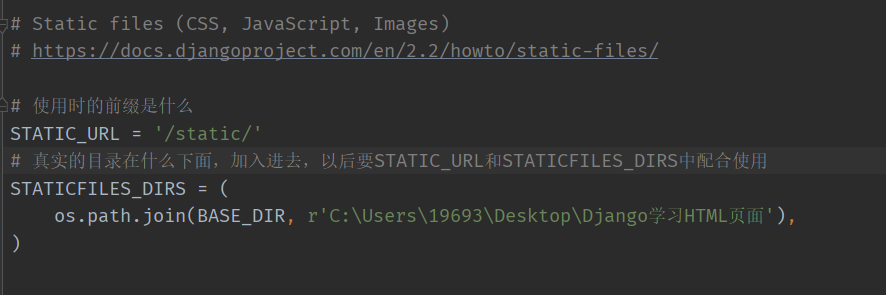 # Static files (CSS, JavaScript, Images)
# https://docs.djangoproject.com/en/2.2/howto/static-files/
# 使用时的前缀是什么
STATIC_URL = '/static/'
# 真实的目录在什么下面，加入进去，以后要STATIC_URL和STATICFILES_DIRS中配合使用
STATICFILES_DIRS = (
    os.path.join(BASE_DIR, r'C:\Users\19693\Desktop\Django学习HTML页面'),
)